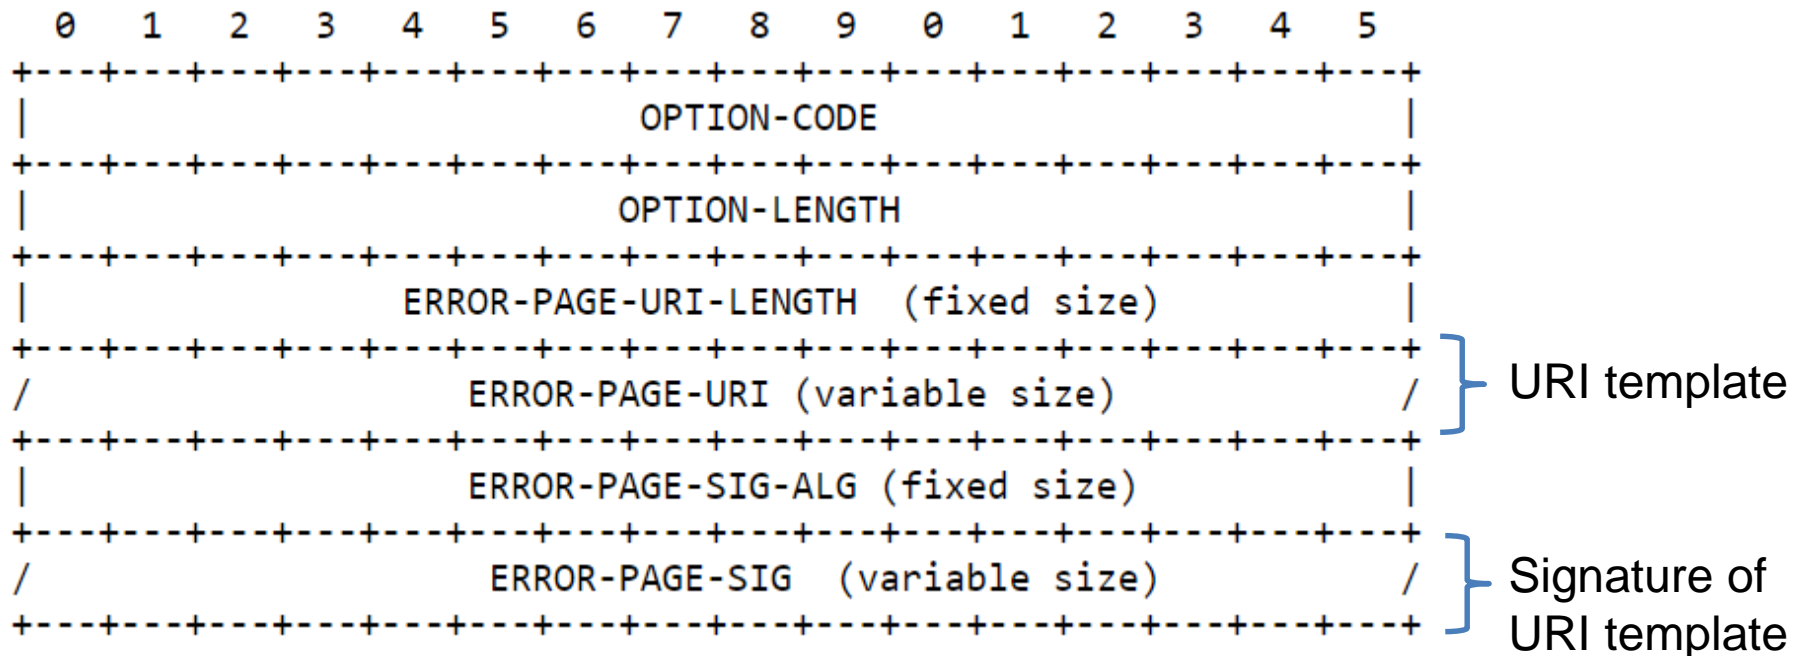 0 1 2 3 4 5 6 7 8 9 0 1 2 3 4 5
+---+---+---+---+---+---+---+---+---+---+---+---+---+---+---+---+
| OPTION-CODE |
+---+---+---+---+---+---+---+---+---+---+---+---+---+---+---+---+
| OPTION-LENGTH |
+---+---+---+---+---+---+---+---+---+---+---+---+---+---+---+---+
| ERROR-PAGE-URI-LENGTH (fixed size) |
+---+---+---+---+---+---+---+---+---+---+---+---+---+---+---+---+
/ ERROR-PAGE-URI (variable size) / URI template
+---+---+---+---+---+---+---+---+---+---+---+---+---+---+---+---+
| ERROR-PAGE-SIG-ALG (fixed size) |
+---+---+---+---+---+---+---+---+---+---+---+---+---+---+---+---+
/ ERROR-PAGE-SIG (variable size) / Signature of
+---+---+---+---+---+---+---+---+---+---+---+---+---+---+---+---+ URI template